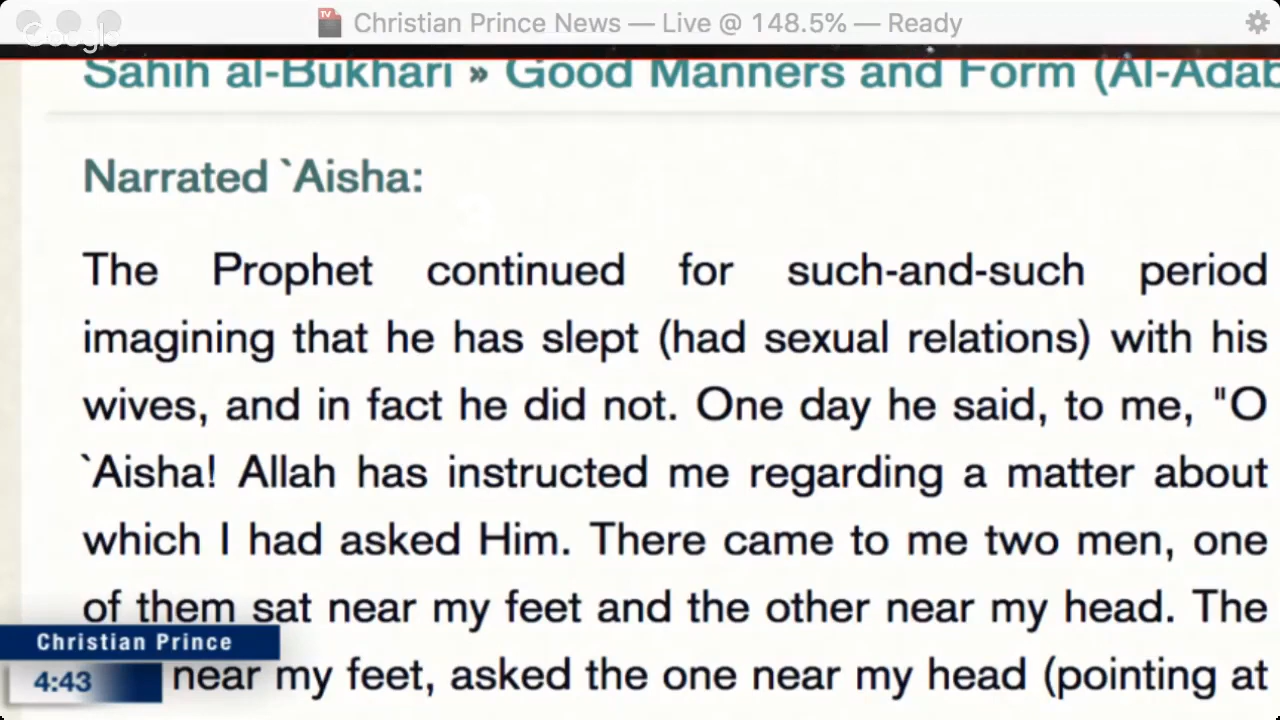 Christian Prince News — Live @ 148.5% — Ready
Google
Sahih al-Bukhari » Good Manners and Form (Al-Adab
Narrated `Aisha:
The Prophet continued for such-and-such period
imagining that he has slept (had sexual relations) with his
wives, and in fact he did not. One day he said, to me, "O
`Aisha! Allah has instructed me regarding a matter about
which I had asked Him. There came to me two men, one
of them sat near my feet and the other near my head. The
near my feet, asked the one near my head (pointing at
Christian Prince
4:43
TV